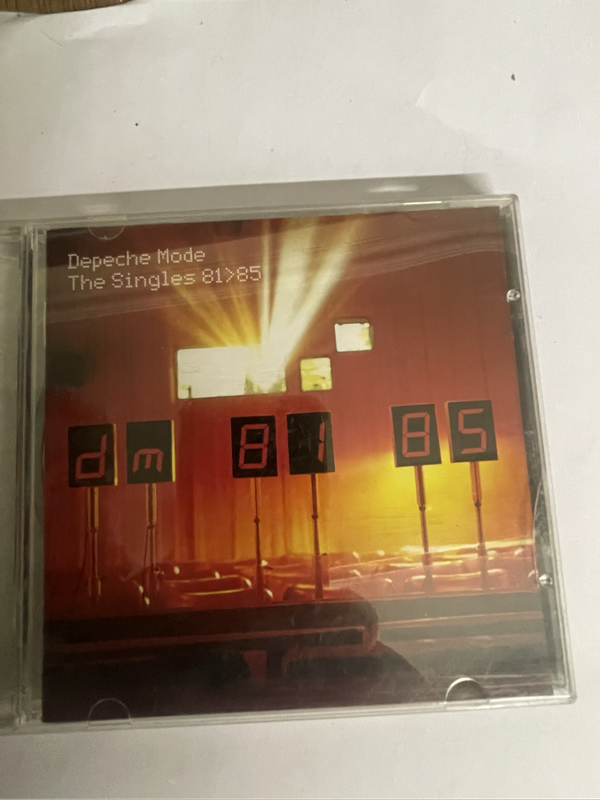 Depeche Mode
The Singles 81>85
dm 81 85